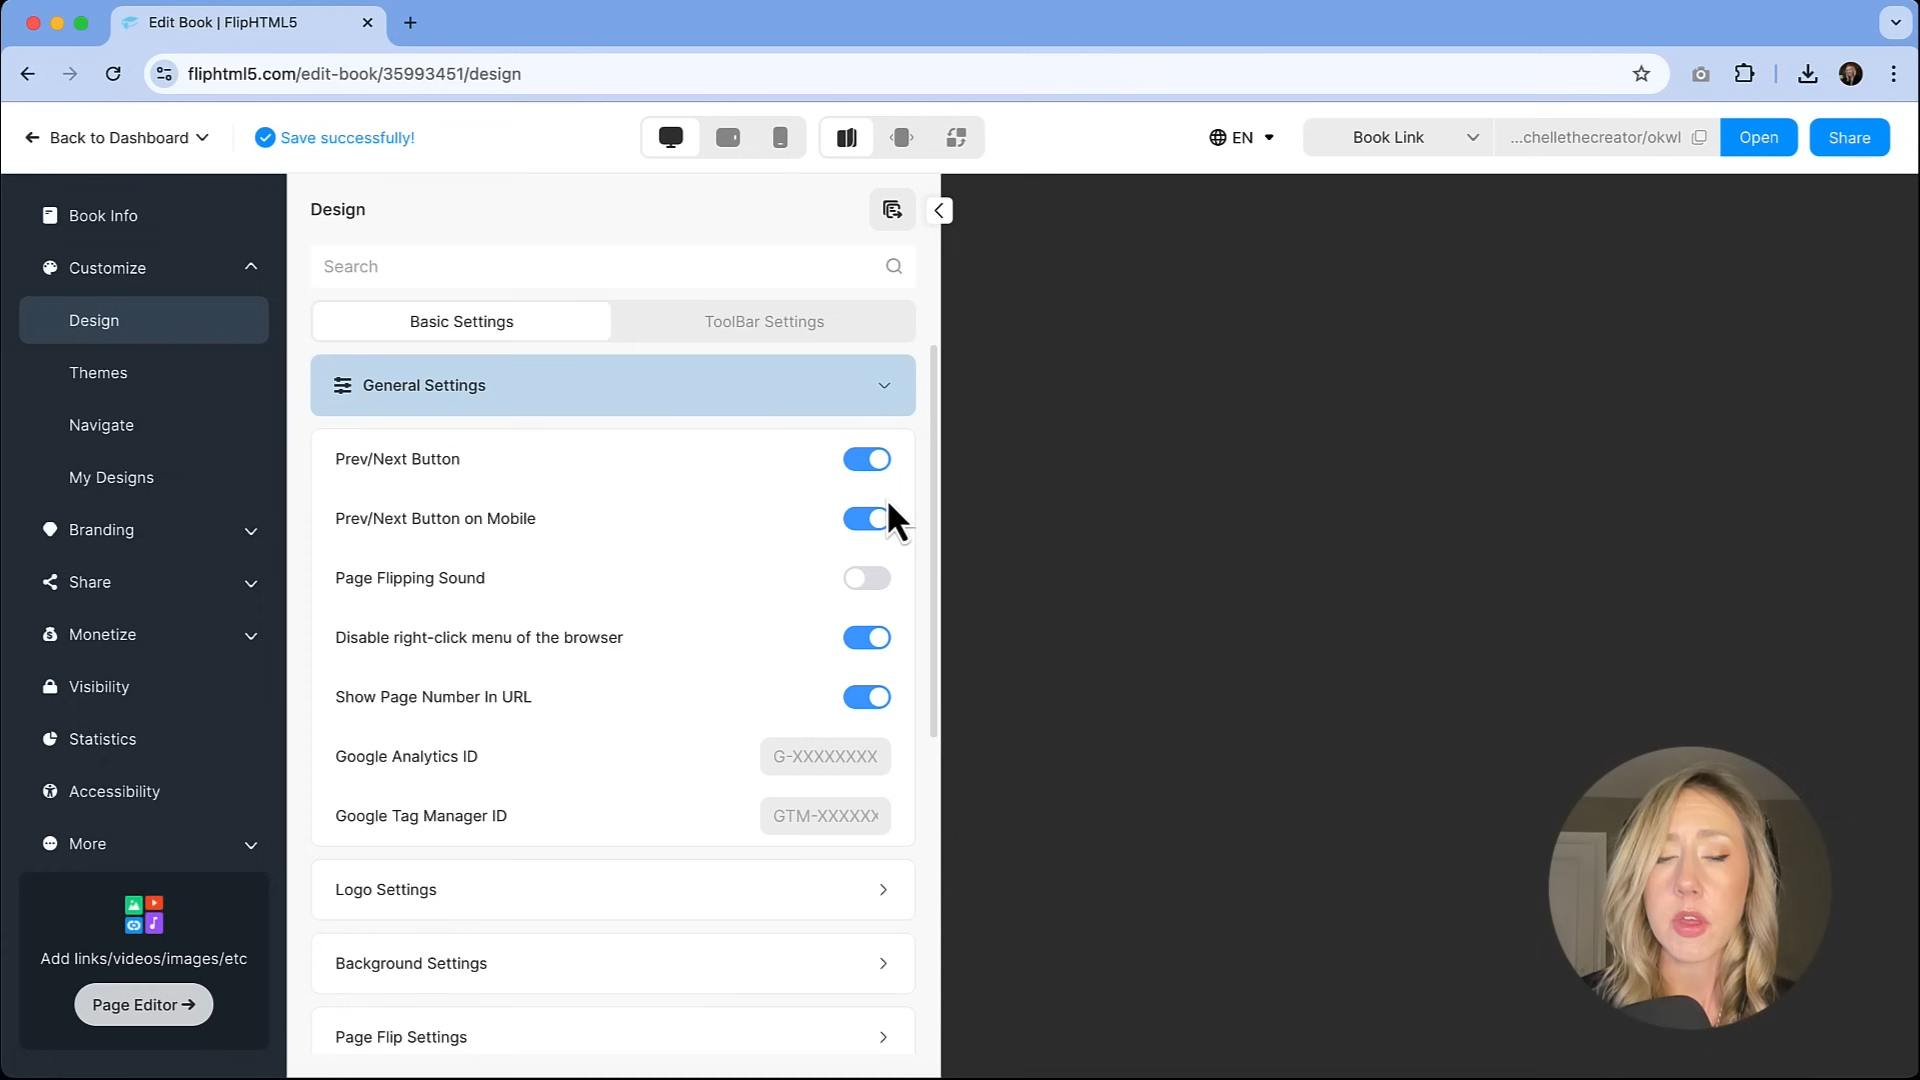 Edit Book | FlipHTML5
fliphtml5.com/edit-book/35993451/design
Back to Dashboard
Save successfully!
EN
Book Link
...chellethecreator/okwl
Open
Share
Book Info
Customize
Design
Themes
Navigate
My Designs
Branding
Share
Monetize
Visibility
Statistics
Accessibility
More
Add links/videos/images/etc
Page Editor
Design
Search
Basic Settings
ToolBar Settings
General Settings
Prev/Next Button
Prev/Next Button on Mobile
Page Flipping Sound
Disable right-click menu of the browser
Show Page Number In URL
Google Analytics ID
G-XXXXXXXX
Google Tag Manager ID
GTM-XXXXXX
Logo Settings
Background Settings
Page Flip Settings